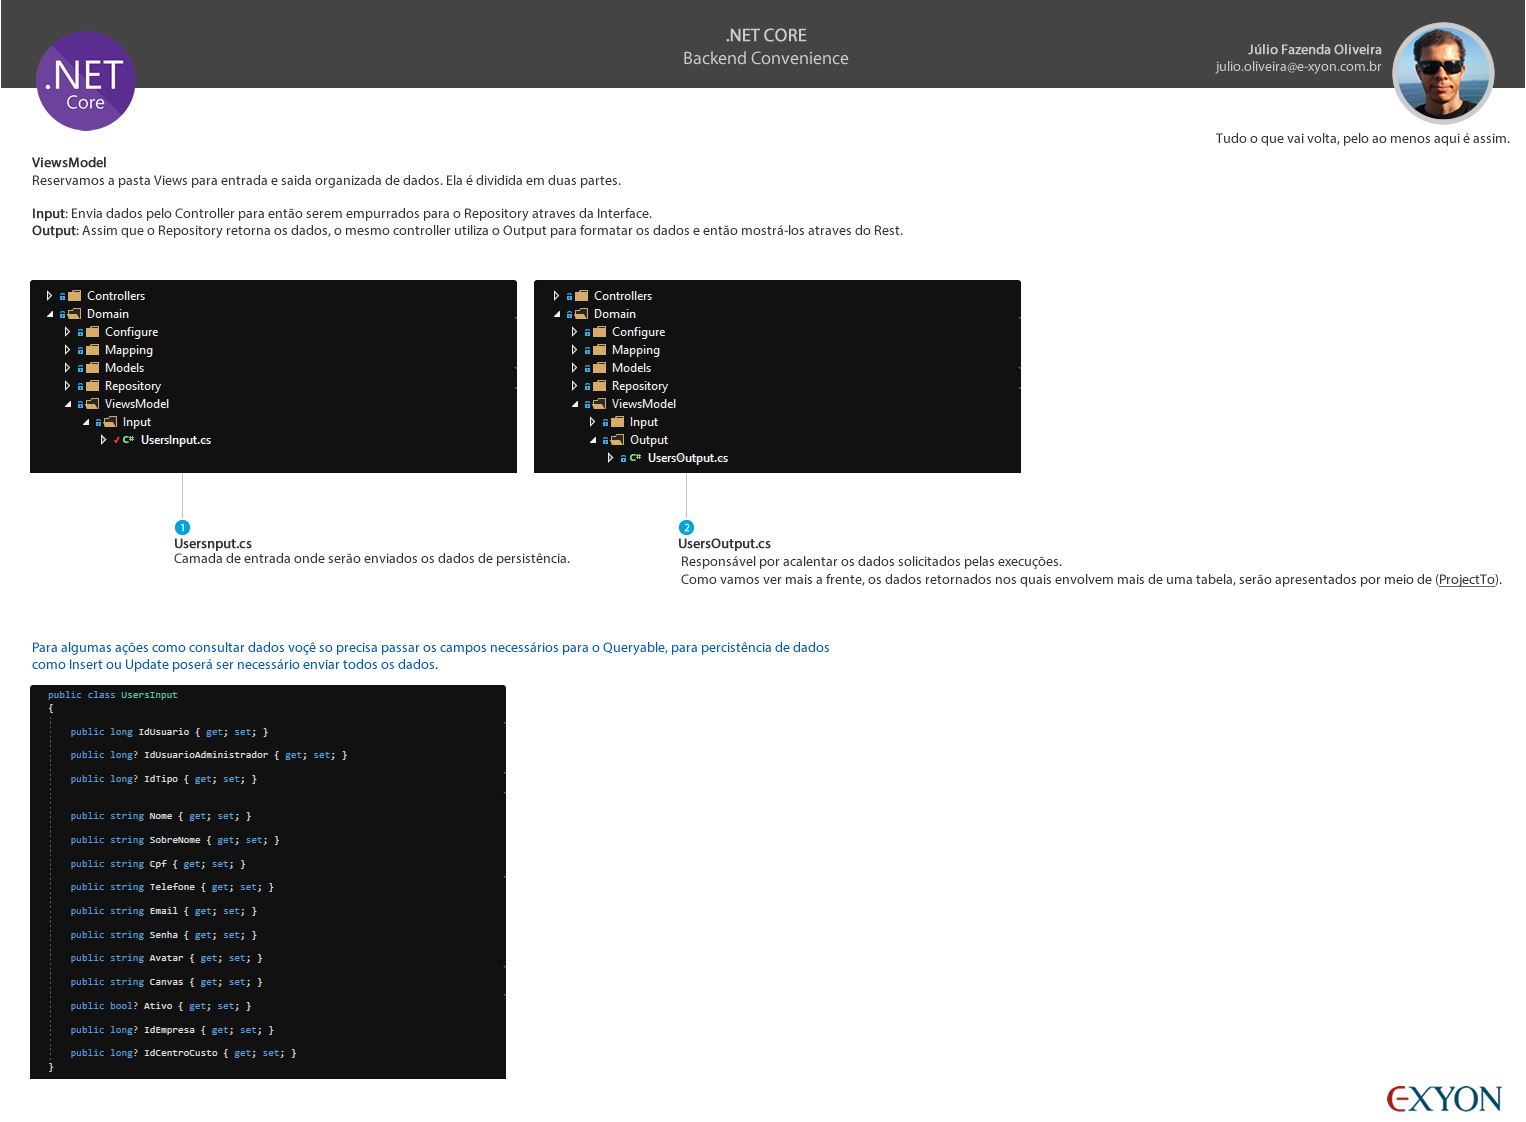 .NET CORE
Backend Convenience
.NET
Core
Júlio Fazenda Oliveira
julio.oliveira@e-xyon.com.br
Tudo o que vai volta, pelo ao menos aqui é assim.
ViewsModel
Reservamos a pasta Views para entrada e saida organizada de dados. Ela é dividida em duas partes.
Input: Envia dados pelo Controller para então serem empurrados para o Repository atraves da Interface.
Output: Assim que o Repository retorna os dados, o mesmo controller utiliza o Output para formatar os dados e então mostrá-los atraves do Rest.
Controllers
Domain
Configure
Mapping
Models
Repository
ViewsModel
Input
C# UsersInput.cs
Controllers
Domain
Configure
Mapping
Models
Repository
ViewsModel
Input
Output
C# UsersOutput.cs
1
Usersnput.cs
Camada de entrada onde serão enviados os dados de persistência.
2
UsersOutput.cs
Responsável por acalentar os dados solicitados pelas execuções.
Como vamos ver mais a frente, os dados retornados nos quais envolvem mais de uma tabela, serão apresentados por meio de (ProjectTo).
Para algumas ações como consultar dados voçê so precisa passar os campos necessários para o Queryable, para percistência de dados
como Insert ou Update poserá ser necessário enviar todos os dados.
public class UsersInput
{
public long IdUsuario { get; set; }
public long? IdUsuarioAdministrador { get; set; }
public long? IdTipo { get; set; }
public string Nome { get; set; }
public string SobreNome { get; set; }
public string Cpf { get; set; }
public string Telefone { get; set; }
public string Email { get; set; }
public string Senha { get; set; }
public string Avatar { get; set; }
public string Canvas { get; set; }
public bool? Ativo { get; set; }
public long? IdEmpresa { get; set; }
public long? IdCentroCusto { get; set; }
}
E-XYON